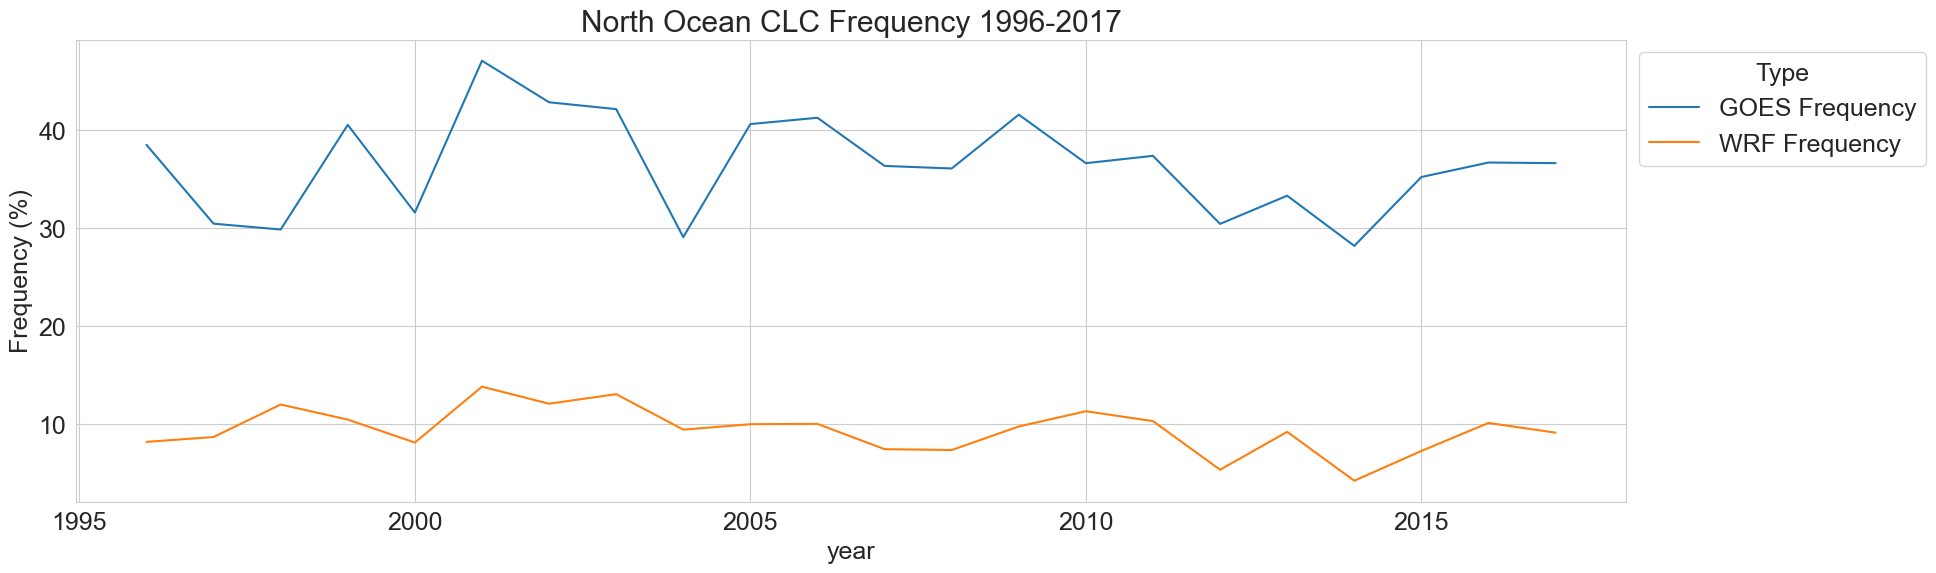 North Ocean CLC Frequency 1996-2017
Type
GOES Frequency
WRF Frequency
Frequency (%)
40
30
20
10
1995
2000
2005
2010
2015
year